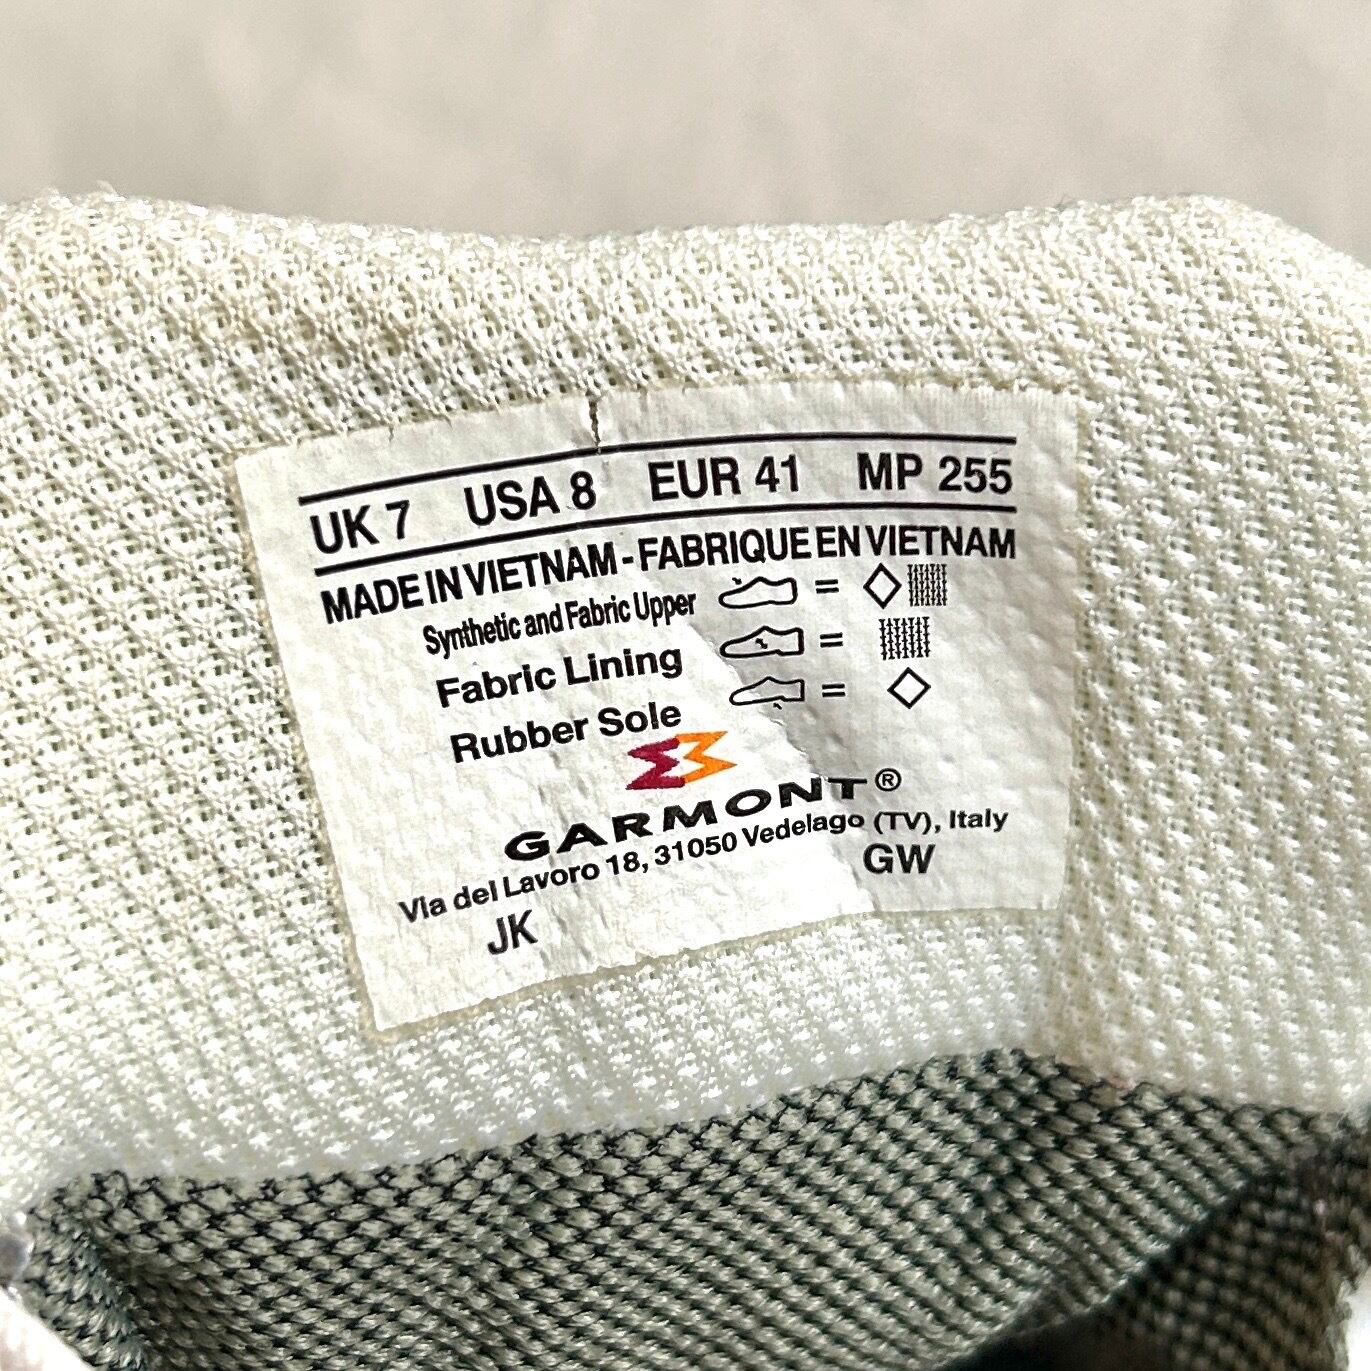 UK 7 USA 8 EUR 41 MP 255
MADE IN VIETNAM - FABRIQUE EN VIETNAM
Synthetic and Fabric Upper =
Fabric Lining =
Rubber Sole =
GARMONT®
Via del Lavoro 18, 31050 Vedelago (TV), Italy
JK GW